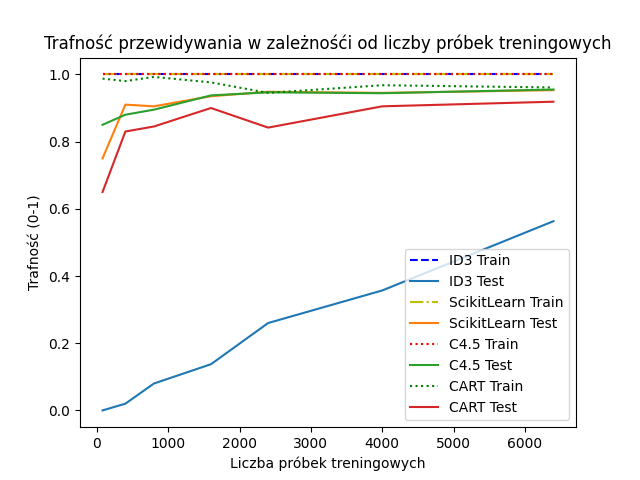 Trafność przewidywania w zależnośći od liczby próbek treningowych
1.0
0.8
0.6
0.4
0.2
0.0
Trafność (0-1)
ID3 Train
ID3 Test
ScikitLearn Train
ScikitLearn Test
C4.5 Train
C4.5 Test
CART Train
CART Test
0 1000 2000 3000 4000 5000 6000
Liczba próbek treningowych